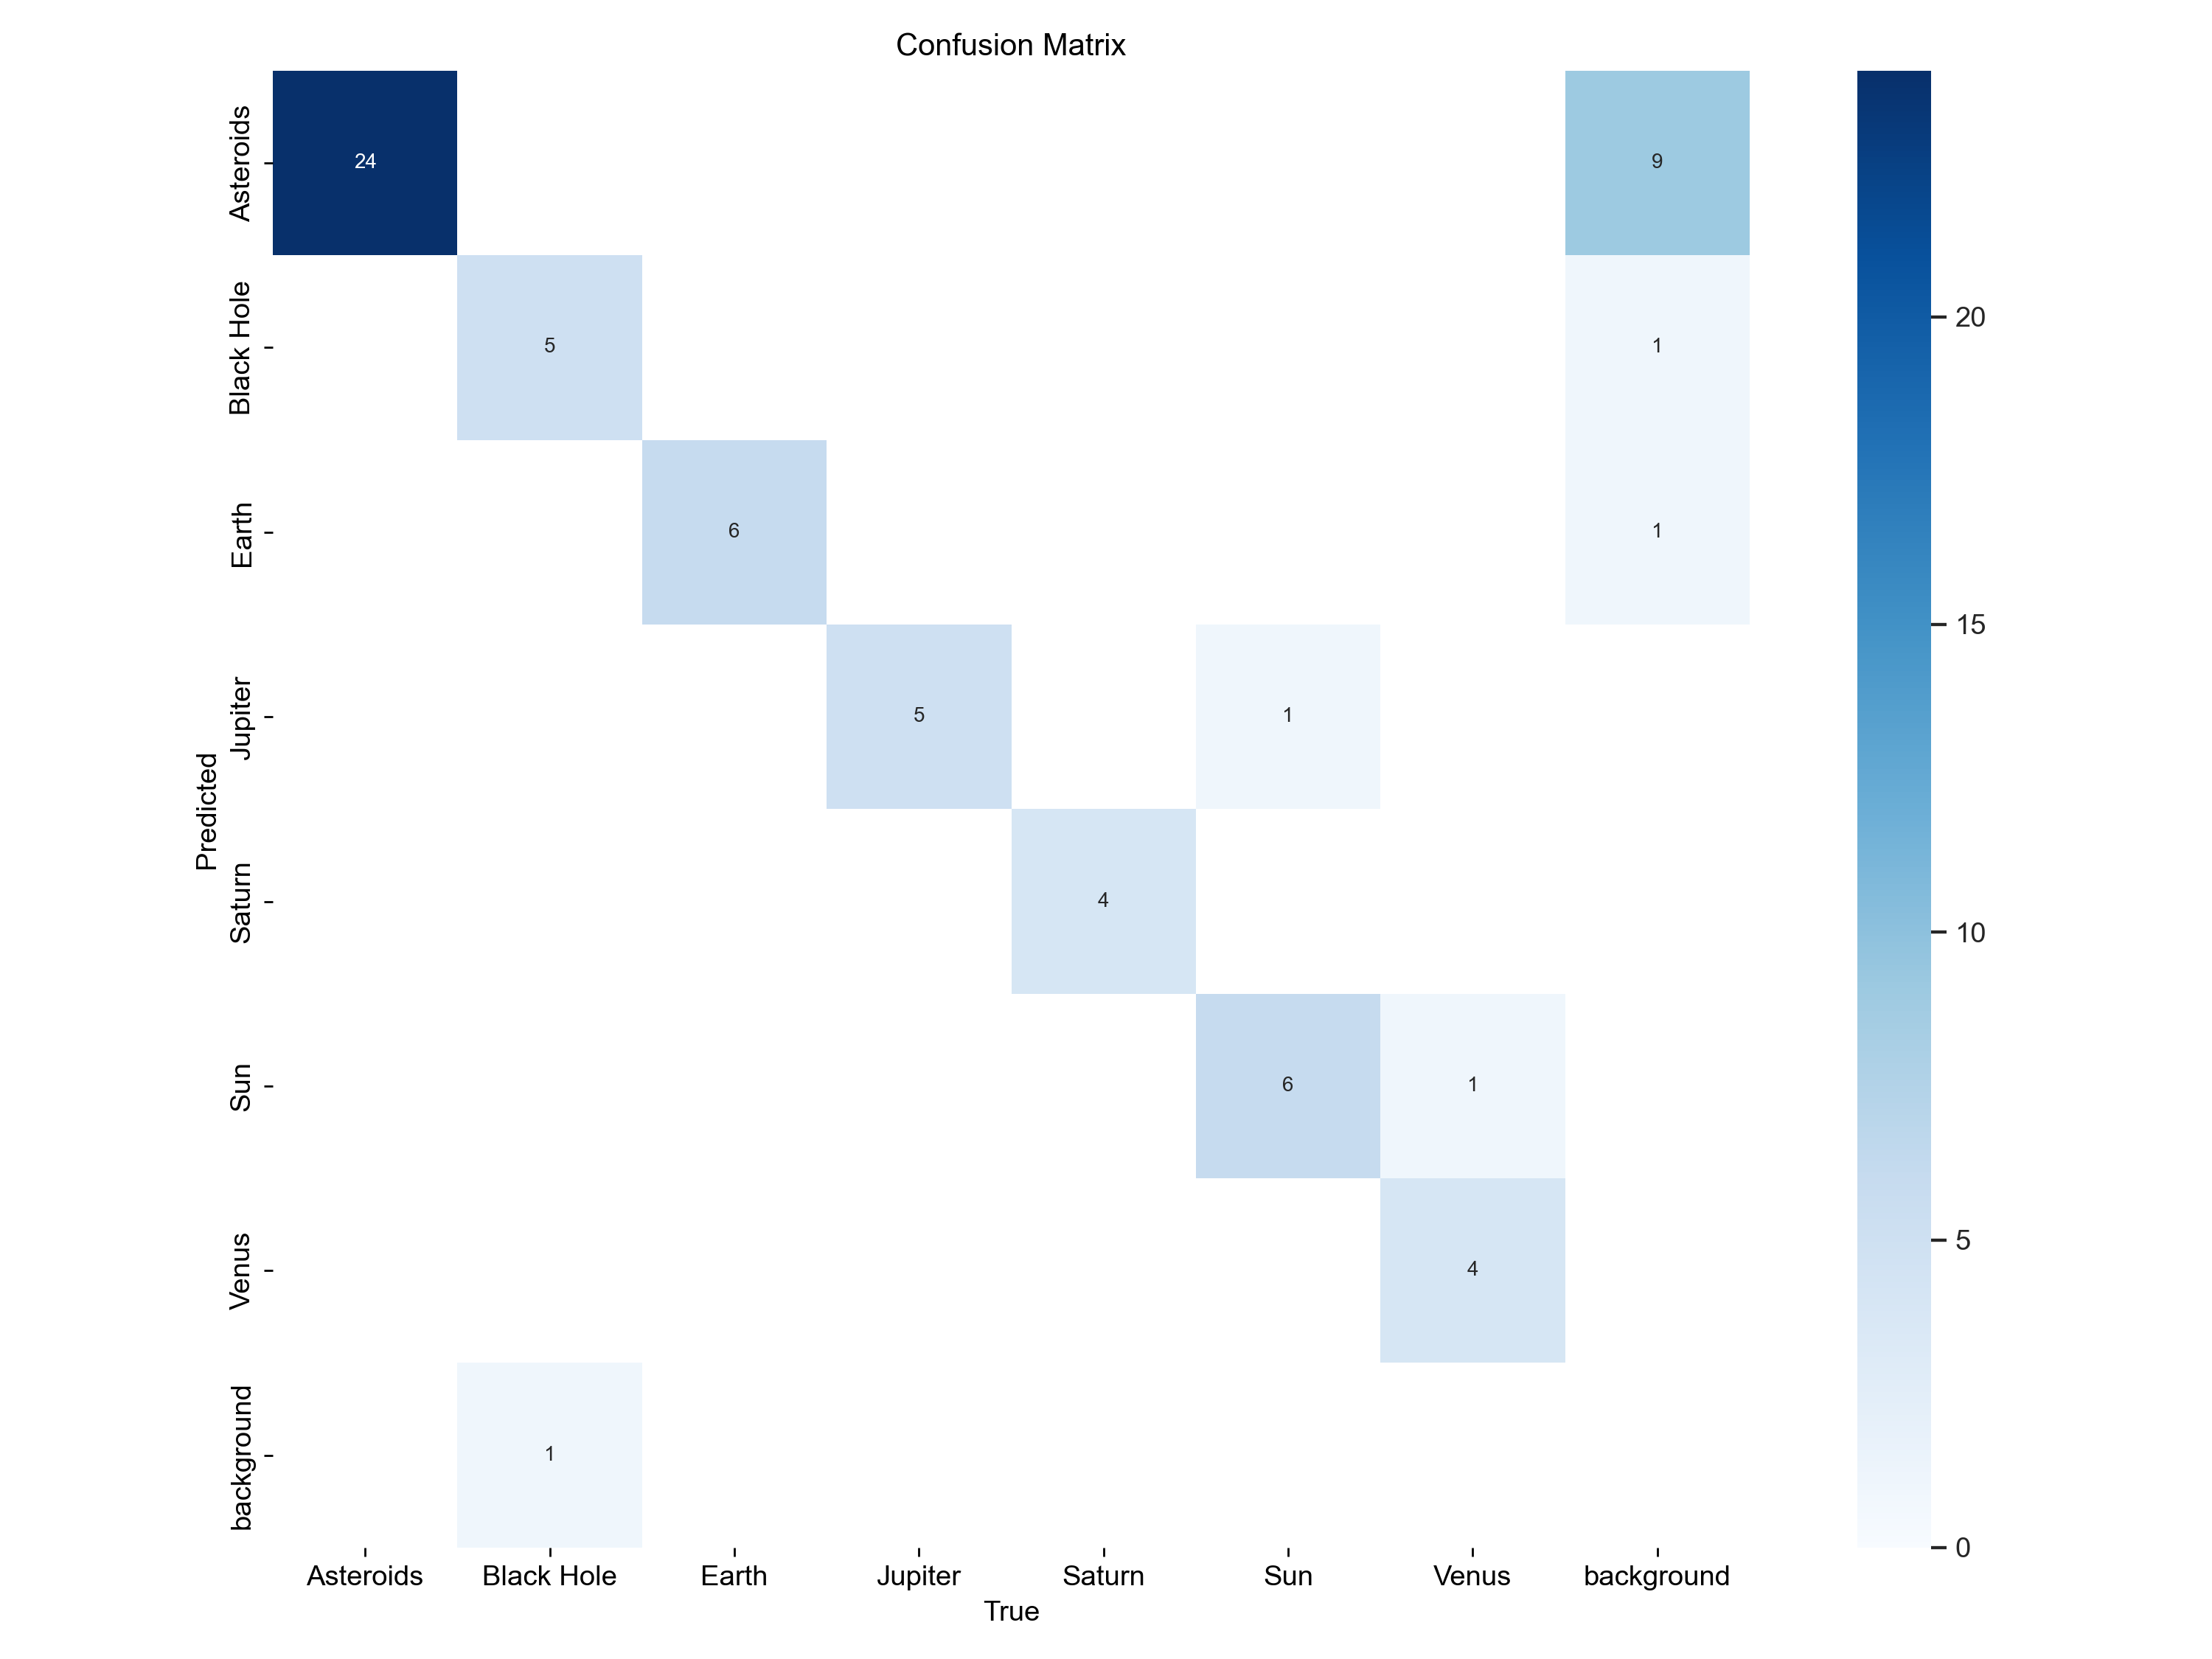 Confusion Matrix
Asteroids
24
9
Black Hole
5
1
Earth
6
1
Jupiter
5
1
Saturn
4
Sun
6
1
Venus
4
background
1
Predicted
Asteroids Black Hole Earth Jupiter Saturn Sun Venus background
True
20
15
10
5
0